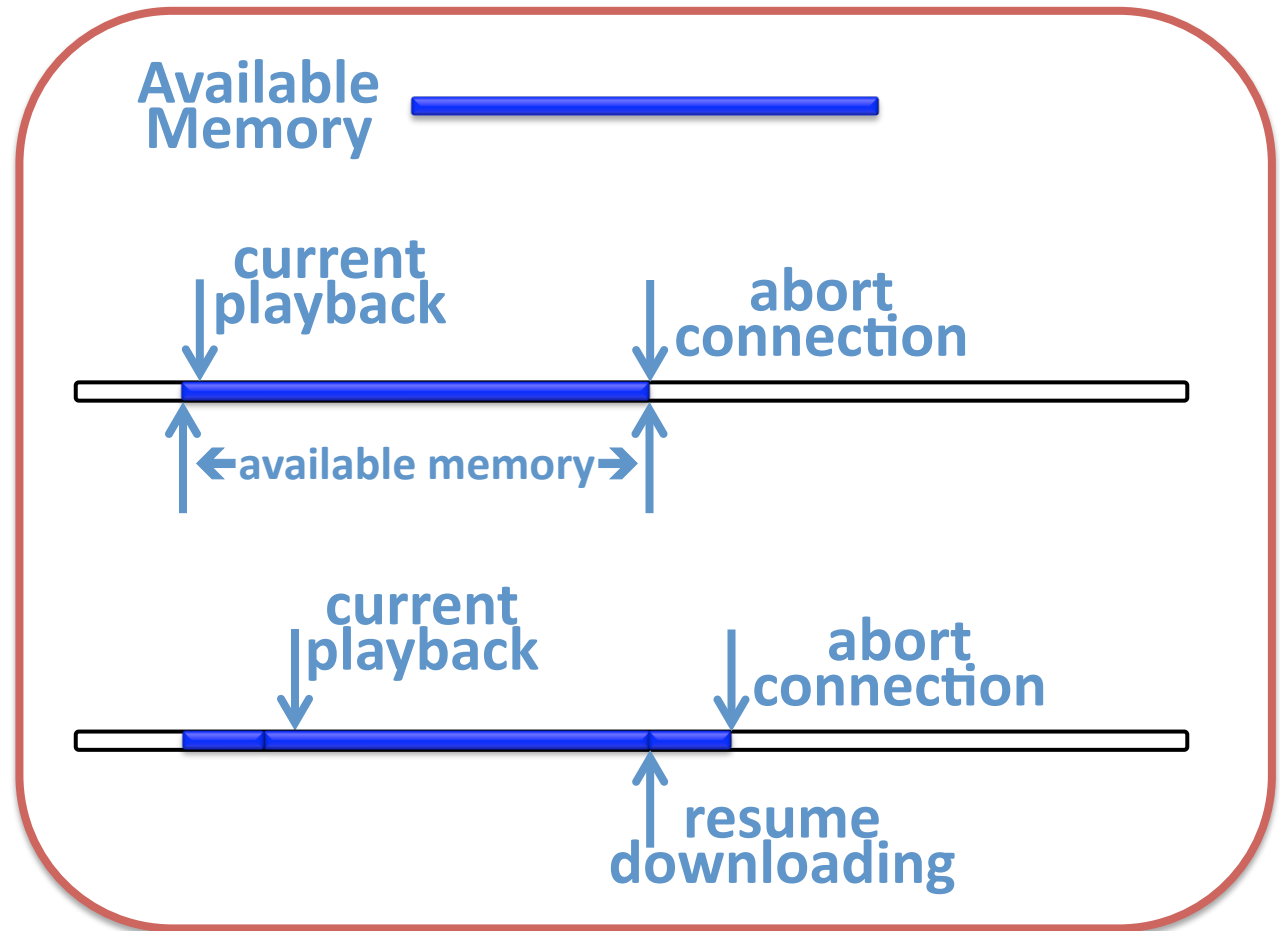 Available
Memory
current
playback
abort
connection
available memory
current
playback
abort
connection
resume
downloading